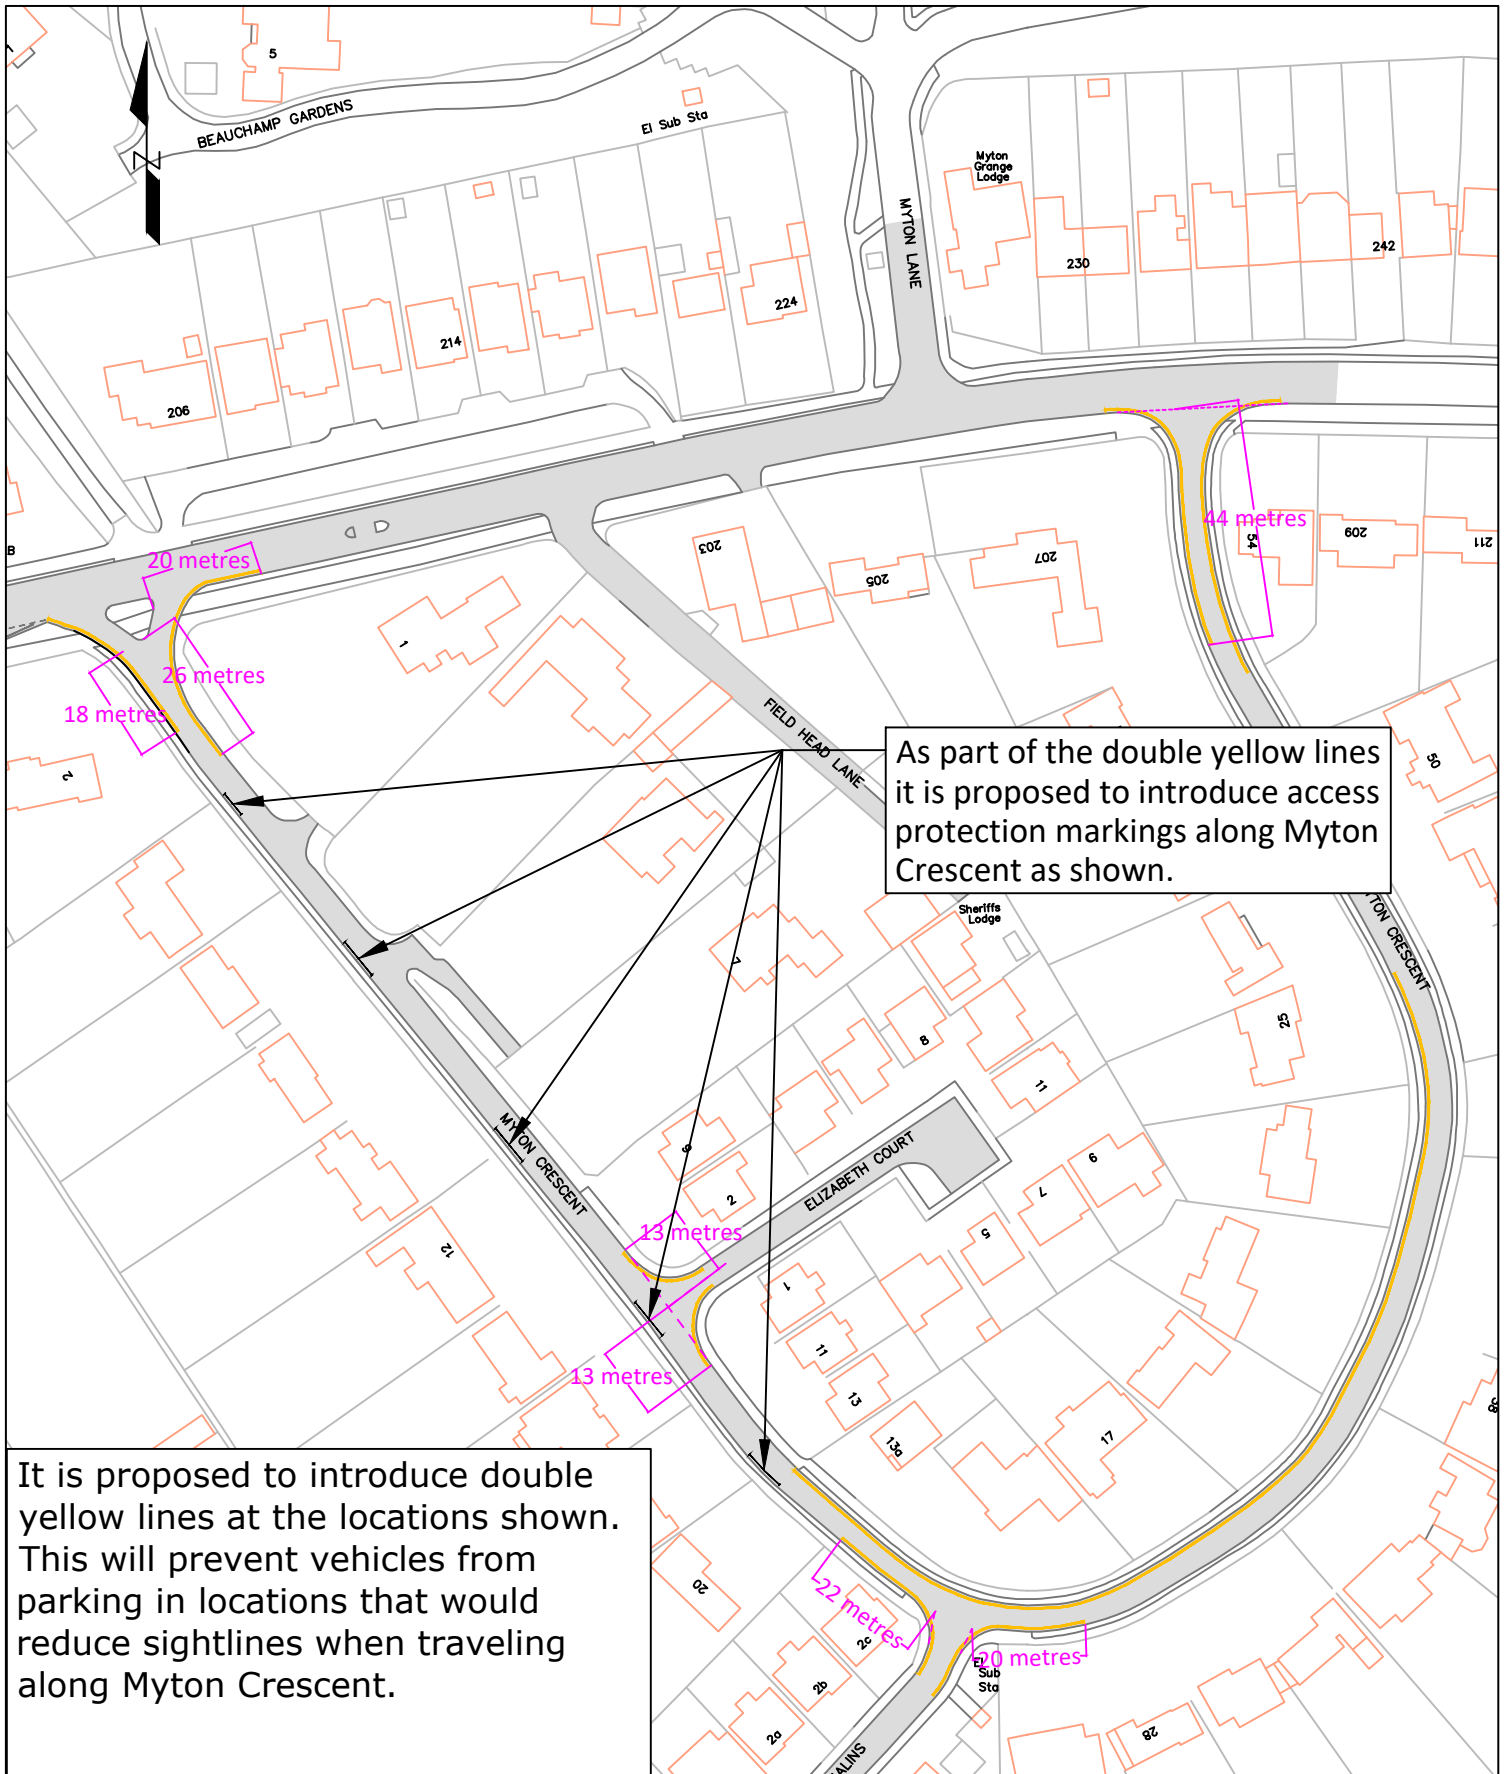 5
BEAUCHAMP GARDENS
El Sub Sta
Myton
Grange
Lodge
MYTON LANE
230
242
224
214
206
B
20 metres
44 metres
54
209
211
203
205
207
1
26 metres
18 metres
2
FIELD HEAD LANE
50
As part of the double yellow lines
it is proposed to introduce access
protection markings along Myton
Crescent as shown.
Sheriffs
Lodge
TON CRESCENT
7
25
8
11
MYTON CRESCENT
9
2
ELIZABETH COURT
9
7
5
12
13 metres
1
11
13 metres
13
13a
17
38
It is proposed to introduce double
yellow lines at the locations shown.
This will prevent vehicles from
parking in locations that would
reduce sightlines when traveling
along Myton Crescent.
20
22 metres
2c
2b
2a
El
Sub
Sta
20 metres
28
ALINS